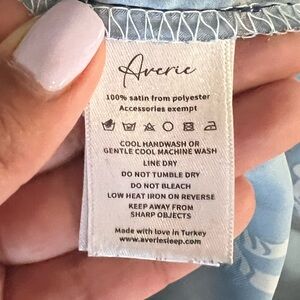 Averie
100% satin from polyester
Accessories exempt
COOL HANDWASH OR
GENTLE COOL MACHINE WASH
LINE DRY
DO NOT TUMBLE DRY
DO NOT BLEACH
LOW HEAT IRON ON REVERSE
KEEP AWAY FROM
SHARP OBJECTS
Made with love in Turkey
www.averiesleep.com